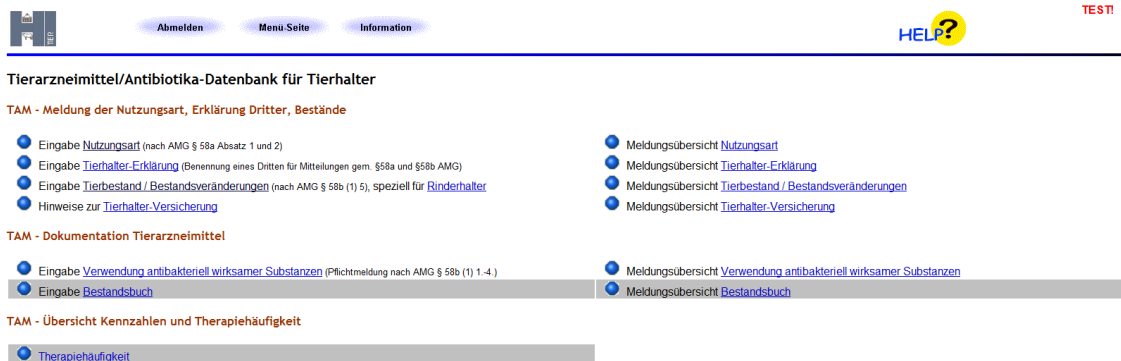 TEST!
TIER
Abmelden Menü-Seite Information HELP?
Tierarzneimittel/Antibiotika-Datenbank für Tierhalter
TAM - Meldung der Nutzungsart, Erklärung Dritter, Bestände
Eingabe Nutzungsart (nach AMG § 58a Absatz 1 und 2) Meldungsübersicht Nutzungsart
Eingabe Tierhalter-Erklärung (Benennung eines Dritten für Mitteilungen gem. §58a und §58b AMG) Meldungsübersicht Tierhalter-Erklärung
Eingabe Tierbestand / Bestandsveränderungen (nach AMG § 58b (1) 5), speziell für Rinderhalter Meldungsübersicht Tierbestand / Bestandsveränderungen
Hinweise zur Tierhalter-Versicherung Meldungsübersicht Tierhalter-Versicherung
TAM - Dokumentation Tierarzneimittel
Eingabe Verwendung antibakteriell wirksamer Substanzen (Pflichtmeldung nach AMG § 58b (1) 1.-4.) Meldungsübersicht Verwendung antibakteriell wirksamer Substanzen
Eingabe Bestandsbuch Meldungsübersicht Bestandsbuch
TAM - Übersicht Kennzahlen und Therapiehäufigkeit
Therapiehäufigkeit